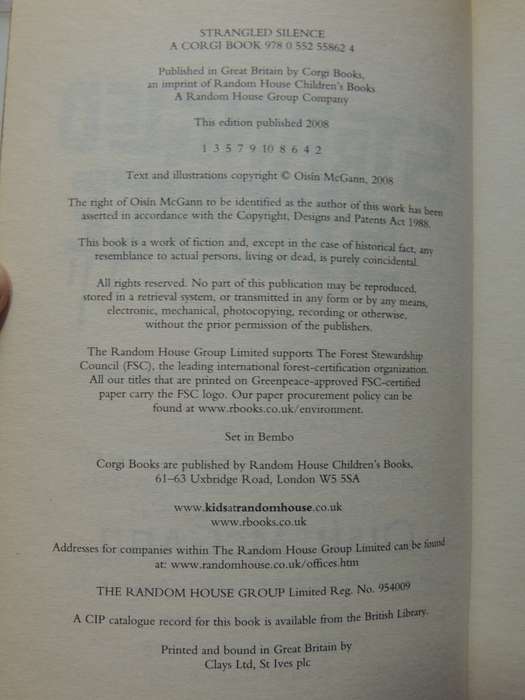 STRANGLED SILENCE
A CORGI BOOK 978 0 552 55862 4
Published in Great Britain by Corgi Books,
an imprint of Random House Children's Books
A Random House Group Company
This edition published 2008
1 3 5 7 9 10 8 6 4 2
Text and illustrations copyright © Oisín McGann, 2008
The right of Oisín McGann to be identified as the author of this work has been
asserted in accordance with the Copyright, Designs and Patents Act 1988.
This book is a work of fiction and, except in the case of historical fact, any
resemblance to actual persons, living or dead, is purely coincidental.
All rights reserved. No part of this publication may be reproduced,
stored in a retrieval system, or transmitted in any form or by any means,
electronic, mechanical, photocopying, recording or otherwise,
without the prior permission of the publishers.
The Random House Group Limited supports The Forest Stewardship
Council (FSC), the leading international forest-certification organization.
All our titles that are printed on Greenpeace-approved FSC-certified
paper carry the FSC logo. Our paper procurement policy can be
found at www.rbooks.co.uk/environment.
Set in Bembo
Corgi Books are published by Random House Children's Books,
61–63 Uxbridge Road, London W5 5SA
www.kidsatrandomhouse.co.uk
www.rbooks.co.uk
Addresses for companies within The Random House Group Limited can be found
at: www.randomhouse.co.uk/offices.htm
THE RANDOM HOUSE GROUP Limited Reg. No. 954009
A CIP catalogue record for this book is available from the British Library.
Printed and bound in Great Britain by
Clays Ltd, St Ives plc